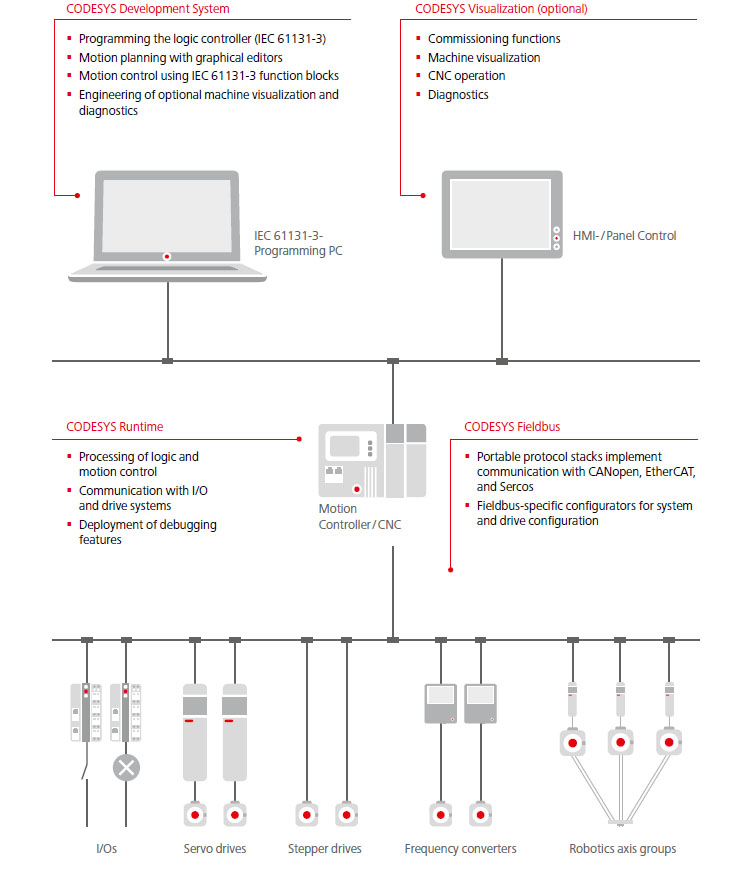 CODESYS Development System
Programming the logic controller (IEC 61131-3)
Motion planning with graphical editors
Motion control using IEC 61131-3 function blocks
Engineering of optional machine visualization and
diagnostics
CODESYS Visualization (optional)
Commissioning functions
Machine visualization
CNC operation
Diagnostics
IEC 61131-3-
Programming PC
HMI-/Panel Control
CODESYS Runtime
Processing of logic and
motion control
Communication with I/O
and drive systems
Deployment of debugging
features
Motion
Controller/CNC
CODESYS Fieldbus
Portable protocol stacks implement
communication with CANopen, EtherCAT,
and Sercos
Fieldbus-specific configurators for system
and drive configuration
I/Os
Servo drives
Stepper drives
Frequency converters
Robotics axis groups